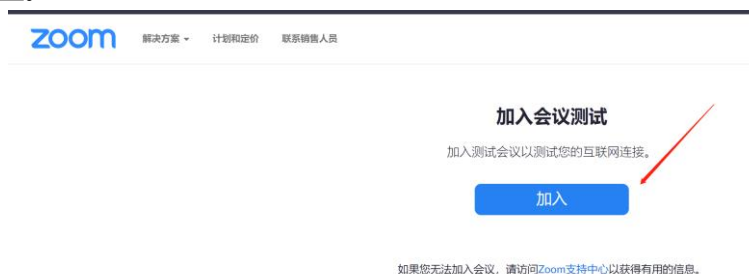 zoom 解决方案 计划和定价 联系销售人员
加入会议测试
加入测试会议以测试您的互联网连接。
加入
如果您无法加入会议，请访问Zoom支持中心以获得有用的信息。